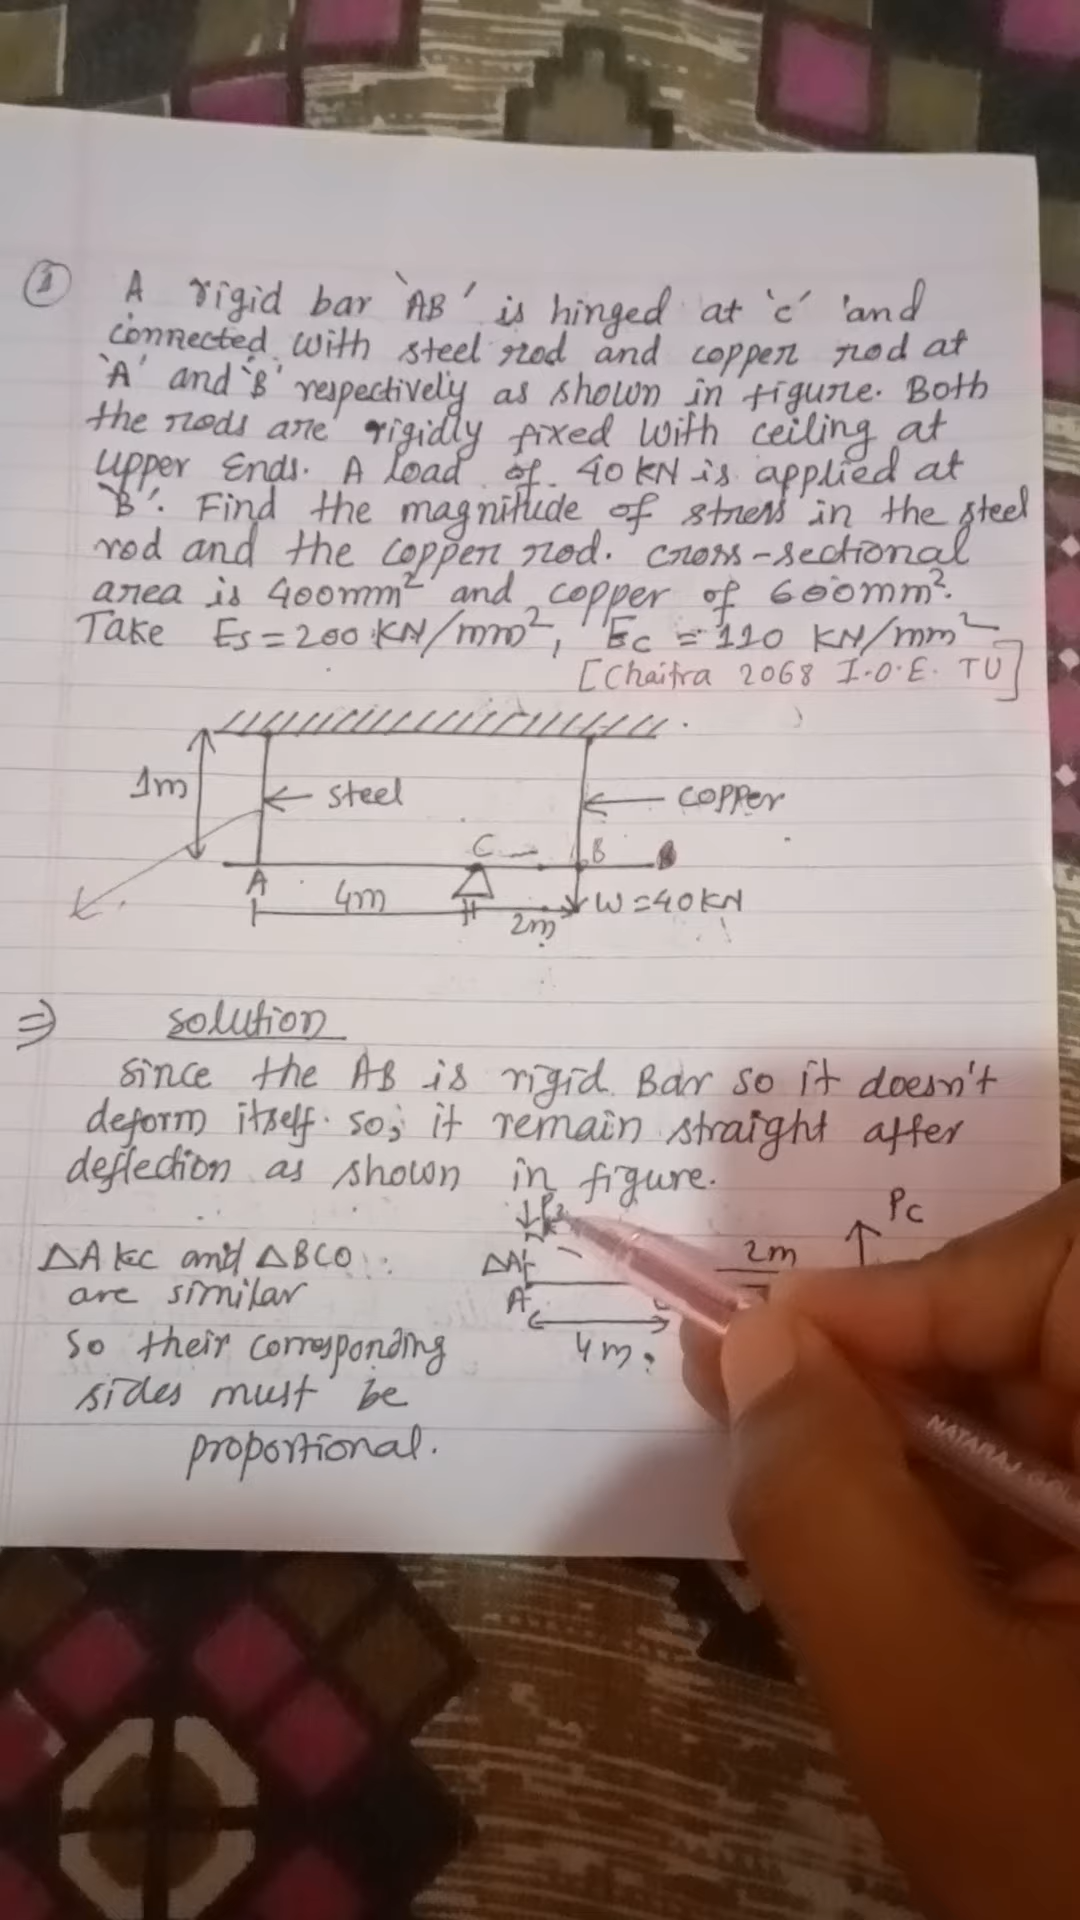 1
A rigid bar `AB' is hinged at 'c' 'and
connected with steel rod and copper rod at
`A' and `B' respectively as shown in figure. Both
the rods are rigidly fixed with ceiling at
Upper Ends. A load of 40 KN is applied at
`B'. Find the magnitude of stress in the steel
rod and the copper rod. cross-sectional
area is 400mm² and copper of 600mm².
Take Es = 200 KN/mm², Ec = 110 KN/mm²
[Chaitra 2068 I.O.E. TU]
1m
steel
copper
C
B
A
4m
W = 40KN
2m
⇒ solution
since the AB is rigid Bar so it doesn't
deform itself. so; it remain straight after
deflection as shown in figure.
Pc
ΔAKC and ΔBCO
are similar
so their corresponding
sides must be
proportional.
2m
ΔA
A
4m.
NATARAJ